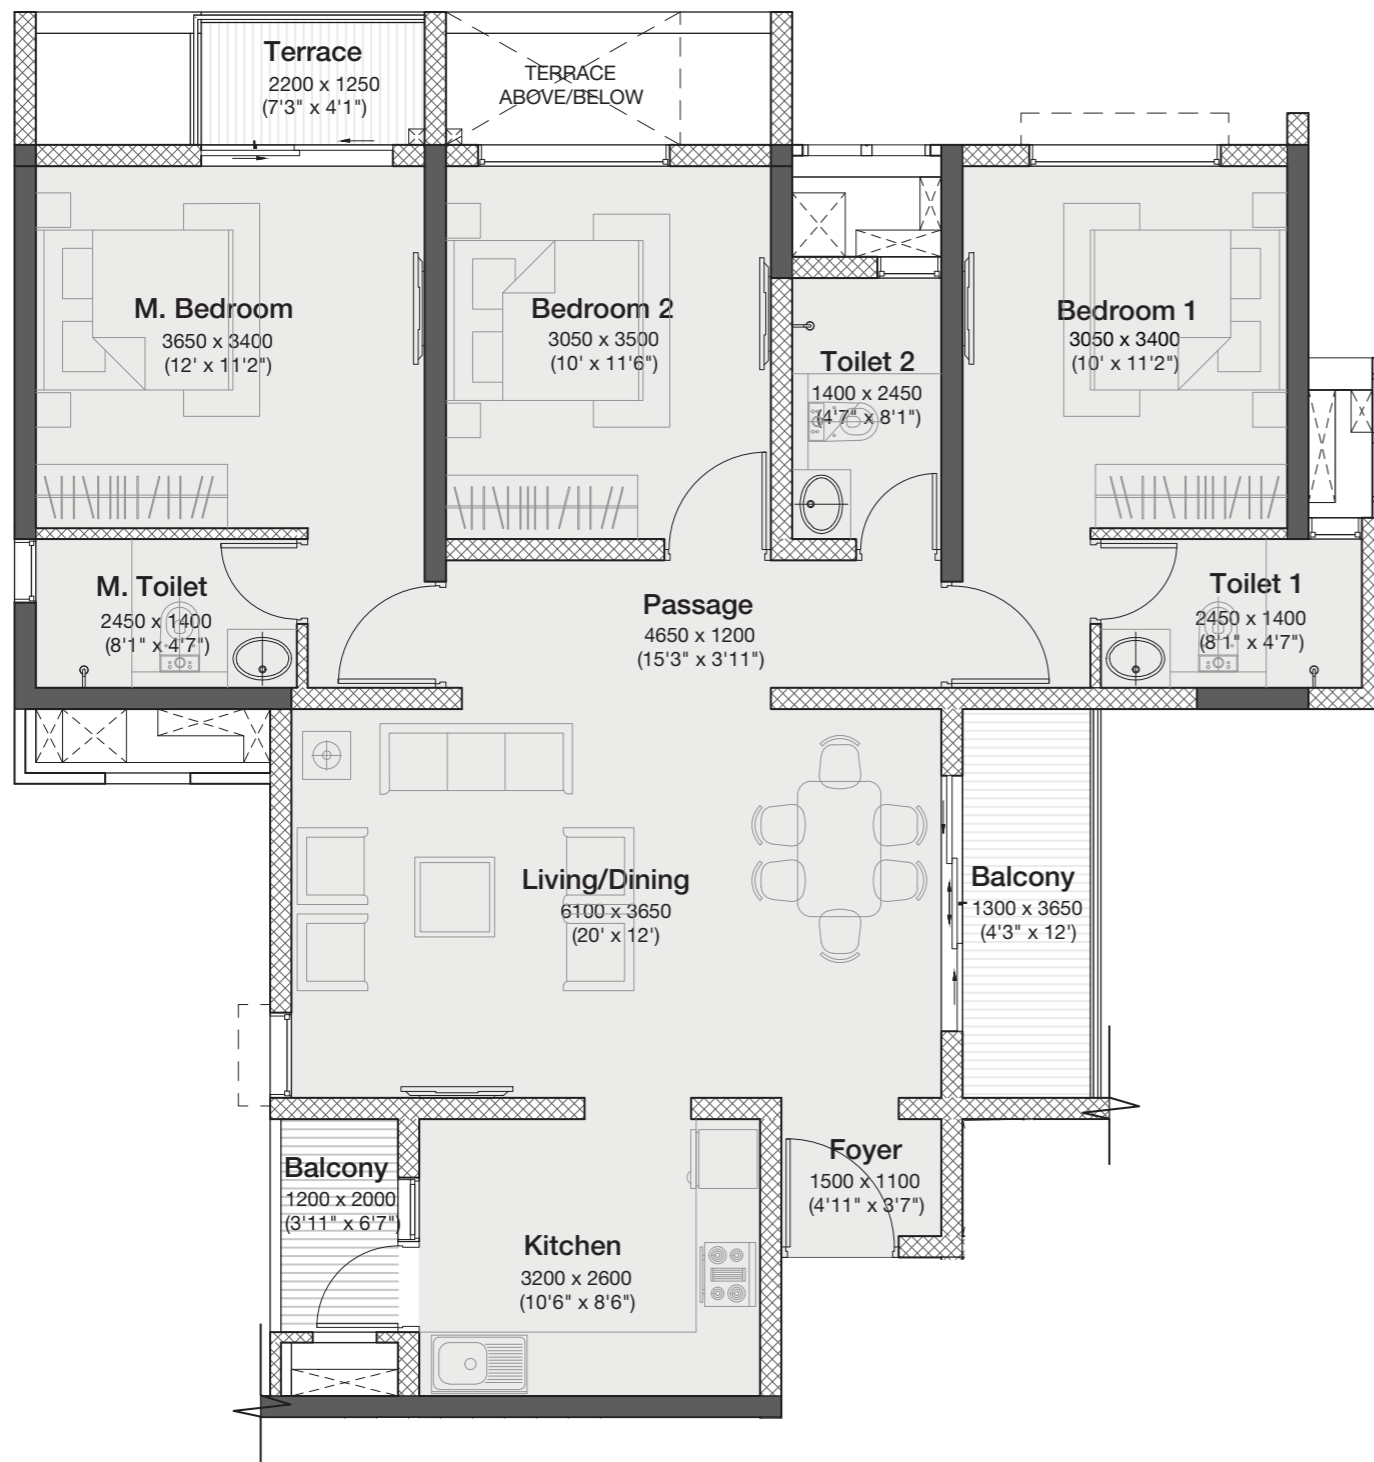 Terrace
2200 x 1250
(7'3" x 4'1")
TERRACE
ABOVE/BELOW
M. Bedroom
3650 x 3400
(12' x 11'2")
Bedroom 2
3050 x 3500
(10' x 11'6")
Toilet 2
1400 x 2450
(4'7" x 8'1")
Bedroom 1
3050 x 3400
(10' x 11'2")
M. Toilet
2450 x 1400
(8'1" x 4'7")
Passage
4650 x 1200
(15'3" x 3'11")
Toilet 1
2450 x 1400
(8'1" x 4'7")
Living/Dining
6100 x 3650
(20' x 12')
Balcony
1300 x 3650
(4'3" x 12')
Balcony
1200 x 2000
(3'11" x 6'7")
Kitchen
3200 x 2600
(10'6" x 8'6")
Foyer
1500 x 1100
(4'11" x 3'7")